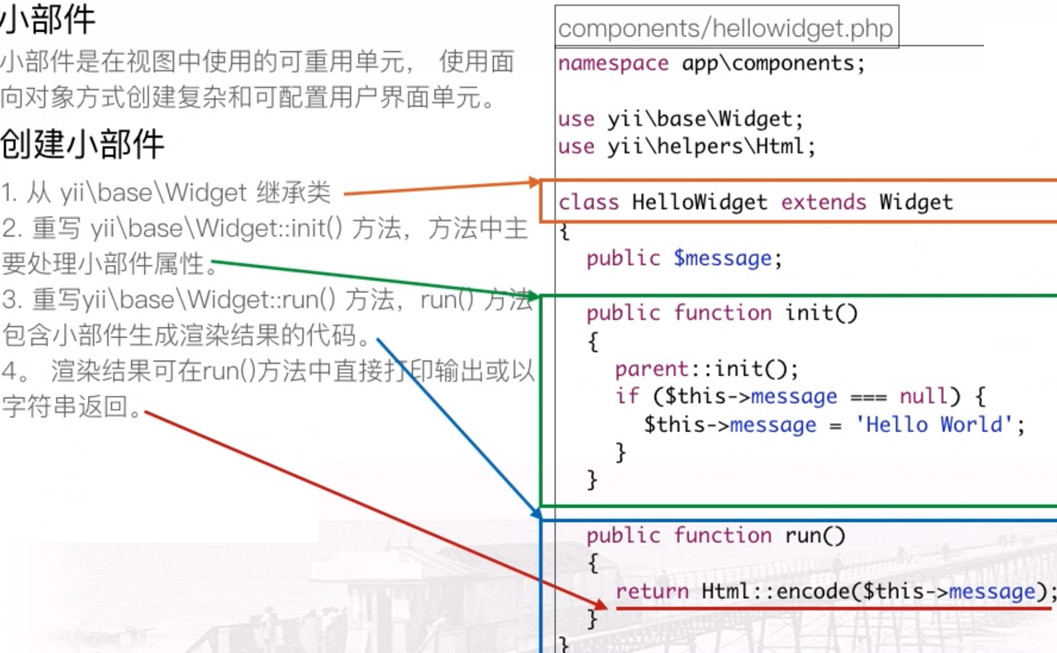 小部件
小部件是在视图中使用的可重用单元， 使用面
向对象方式创建复杂和可配置用户界面单元。
创建小部件
1. 从 yii\base\Widget 继承类
2. 重写 yii\base\Widget::init() 方法，方法中主
要处理小部件属性。
3. 重写yii\base\Widget::run() 方法，run() 方法
包含小部件生成渲染结果的代码。
4。 渲染结果可在run()方法中直接打印输出或以
字符串返回。
components/hellowidget.php
namespace app\components;
use yii\base\Widget;
use yii\helpers\Html;
class HelloWidget extends Widget
{
public $message;
public function init()
{
parent::init();
if ($this->message === null) {
$this->message = 'Hello World';
}
}
public function run()
{
return Html::encode($this->message);
}
}